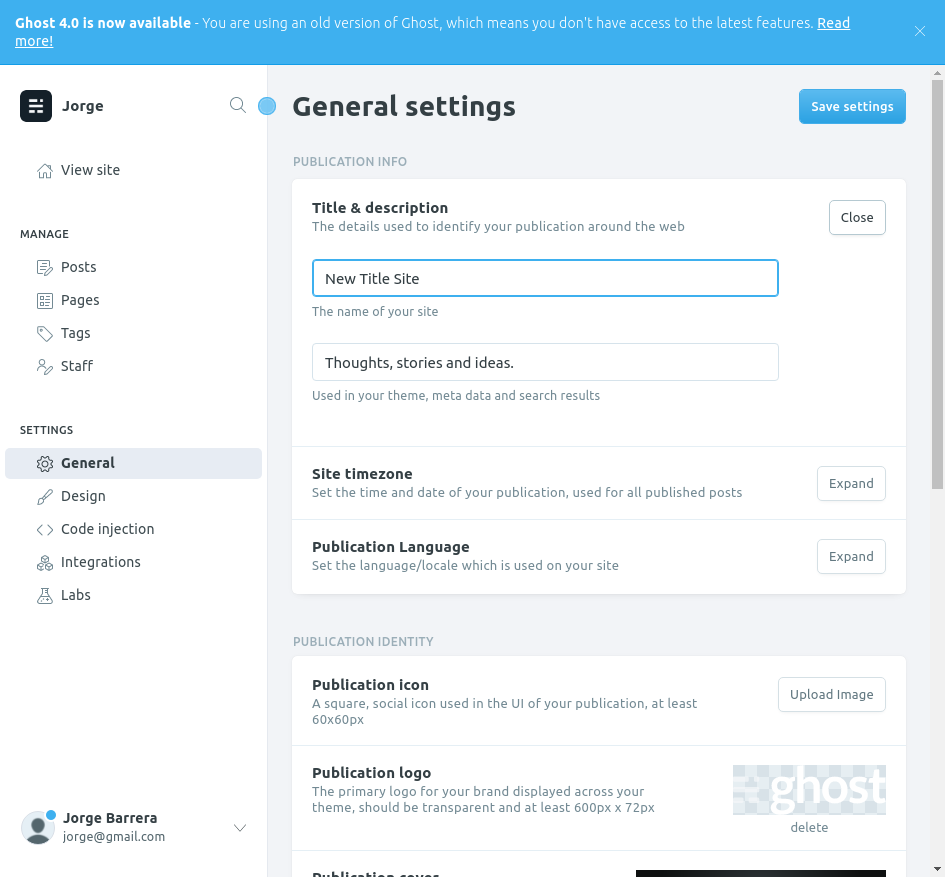 Ghost 4.0 is now available - You are using an old version of Ghost, which means you don't have access to the latest features. Read
more!
Jorge
View site
MANAGE
Posts
Pages
Tags
Staff
SETTINGS
General
Design
Code injection
Integrations
Labs
Jorge Barrera
jorge@gmail.com
General settings
Save settings
PUBLICATION INFO
Title & description
The details used to identify your publication around the web
Close
New Title Site
The name of your site
Thoughts, stories and ideas.
Used in your theme, meta data and search results
Site timezone
Set the time and date of your publication, used for all published posts
Expand
Publication Language
Set the language/locale which is used on your site
Expand
PUBLICATION IDENTITY
Publication icon
A square, social icon used in the UI of your publication, at least
60x60px
Upload Image
Publication logo
The primary logo for your brand displayed across your
theme, should be transparent and at least 600px x 72px
ghost
delete
Publication cover